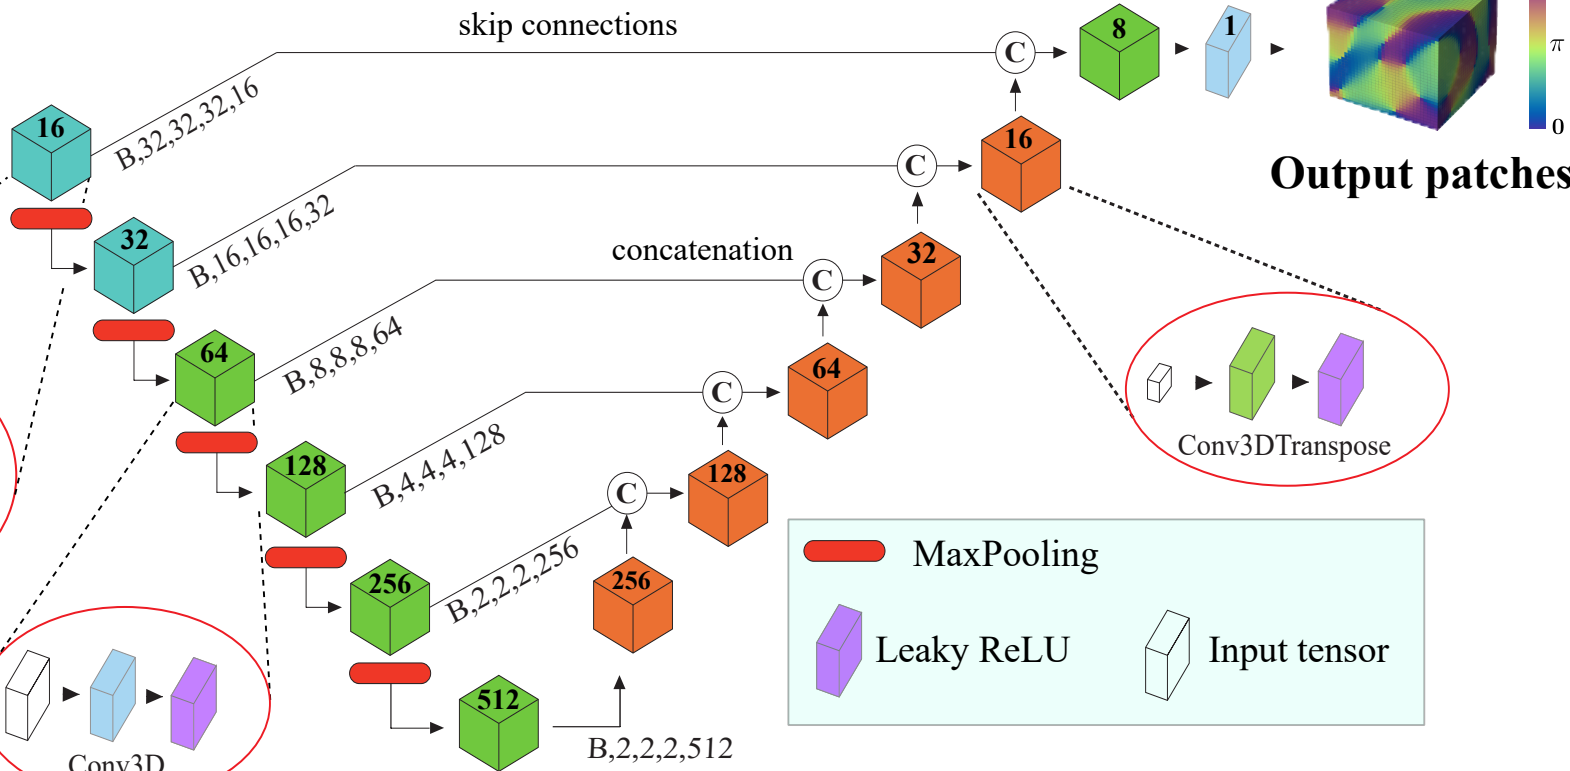 skip connections
8
1
π
0
16
B,32,32,32,16
C
16
Output patches
32
B,16,16,16,32
C
concatenation
C
32
64
B,8,8,8,64
C
64
Conv3DTranspose
128
B,4,4,4,128
C
128
256
B,2,2,2,256
256
MaxPooling
Leaky ReLU
Input tensor
512
B,2,2,2,512
Conv3D